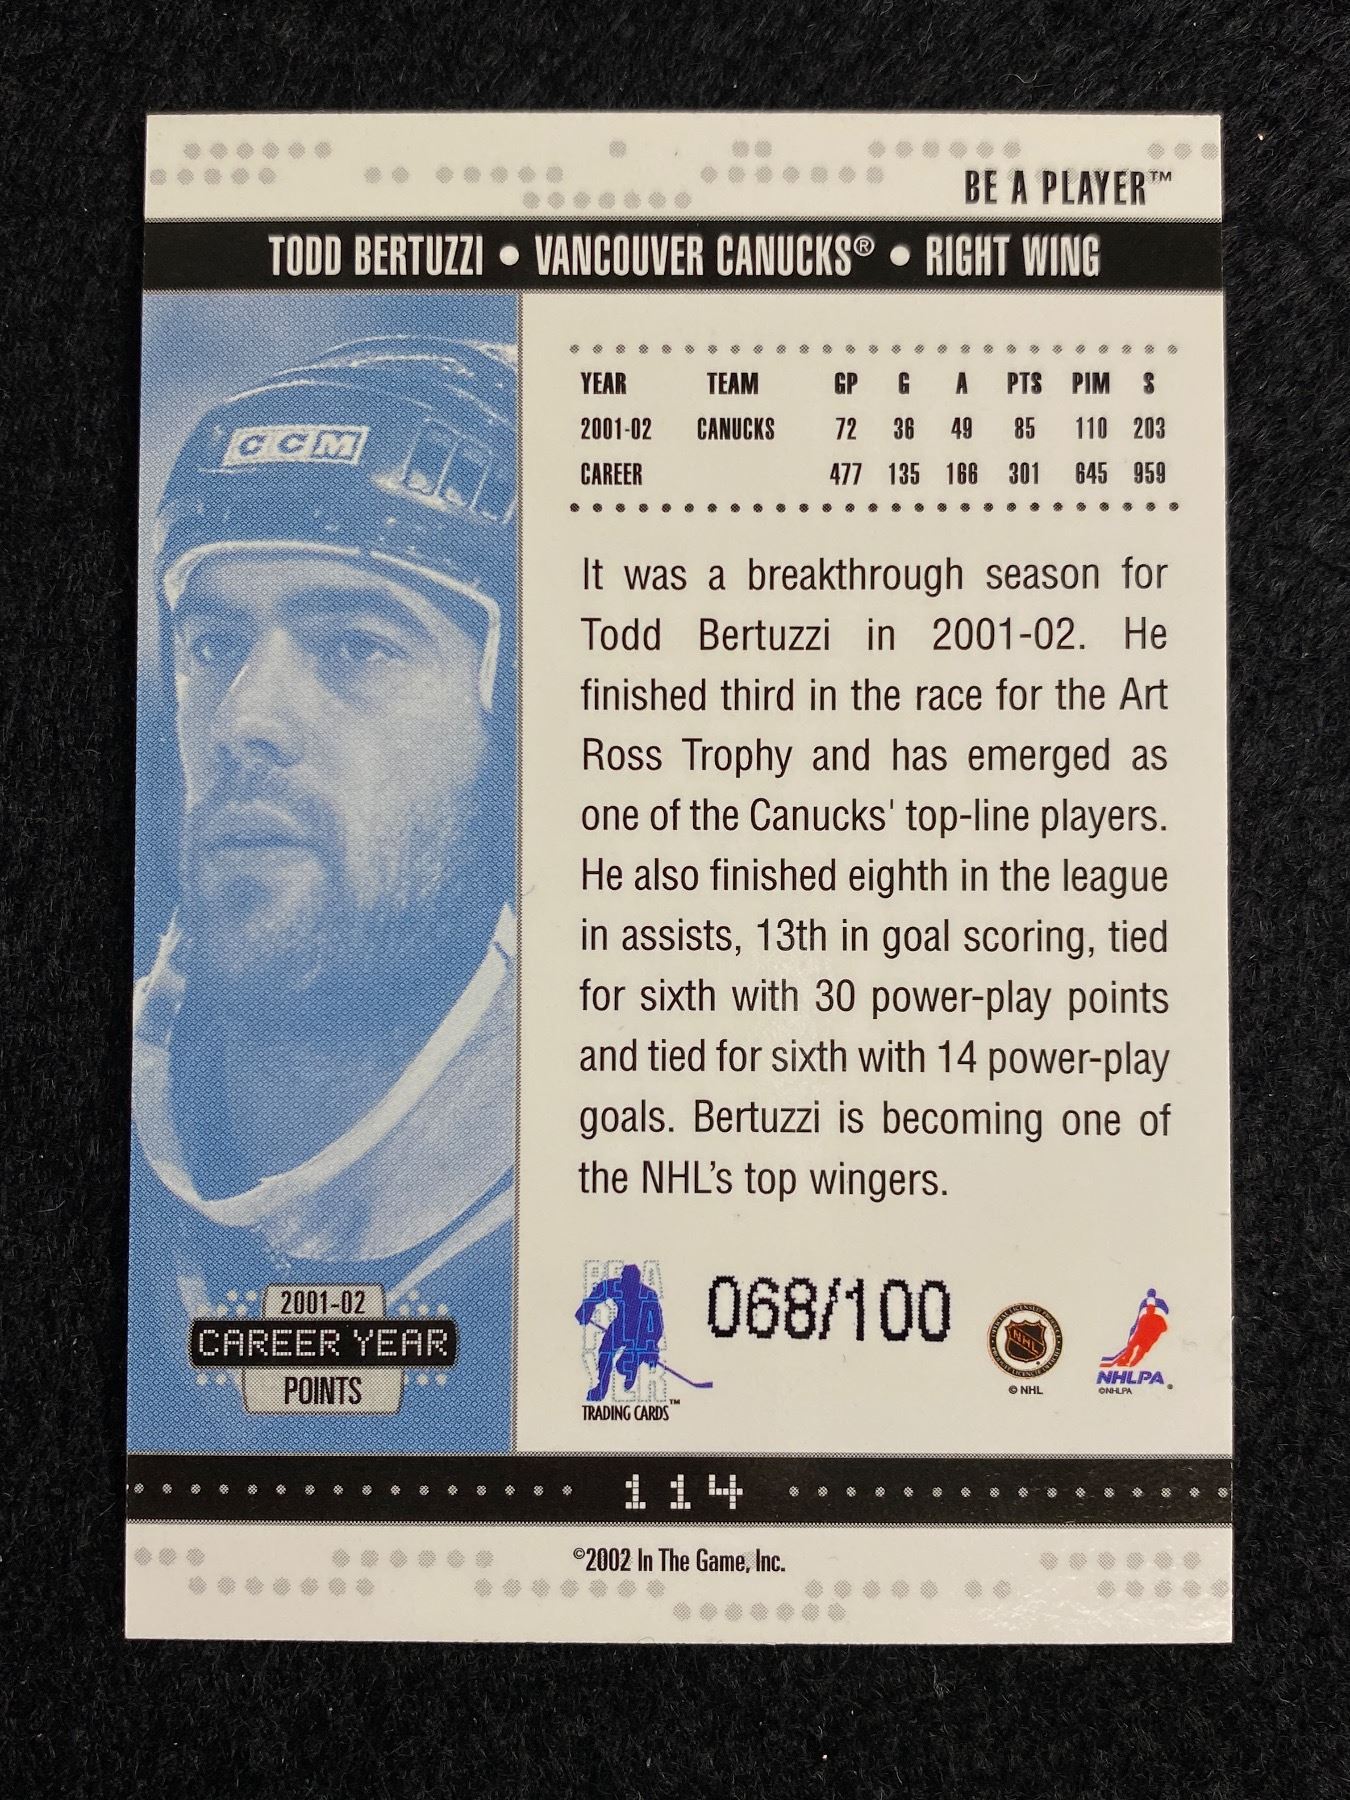 BE A PLAYER™
TODD BERTUZZI • VANCOUVER CANUCKS® • RIGHT WING
CCM
YEAR TEAM GP G A PTS PIM S
2001-02 CANUCKS 72 36 49 85 110 203
CAREER 477 135 166 301 645 959
It was a breakthrough season for
Todd Bertuzzi in 2001-02. He
finished third in the race for the Art
Ross Trophy and has emerged as
one of the Canucks' top-line players.
He also finished eighth in the league
in assists, 13th in goal scoring, tied
for sixth with 30 power-play points
and tied for sixth with 14 power-play
goals. Bertuzzi is becoming one of
the NHL's top wingers.
2001-02
CAREER YEAR
POINTS
BE A
PLA
YER™
TRADING CARDS
068/100
NHL
© NHL
NHLPA®
©NHLPA
114
©2002 In The Game, Inc.